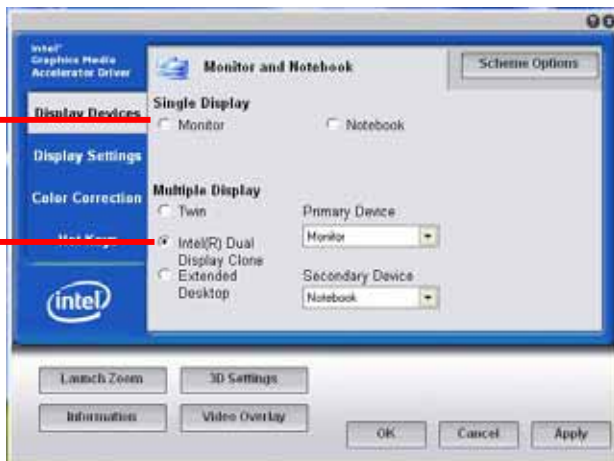 intel®
Graphics Media
Accelerator Driver
Monitor and Notebook
Scheme Options
Display Devices
Display Settings
Color Correction
Hot Keys
intel
Single Display
Monitor
Notebook
Multiple Display
Twin
Intel(R) Dual
Display Clone
Extended
Desktop
Primary Device
Monitor
Secondary Device
Notebook
Launch Zoom
3D Settings
Information
Video Overlay
OK
Cancel
Apply